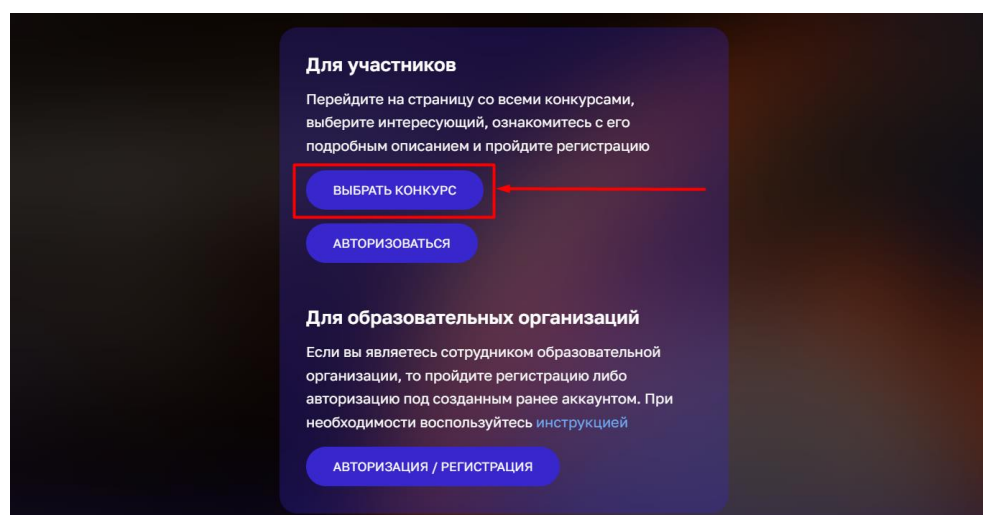 Для участников
Перейдите на страницу со всеми конкурсами,
выберите интересующий, ознакомитесь с его
подробным описанием и пройдите регистрацию
ВЫБРАТЬ КОНКУРС
АВТОРИЗОВАТЬСЯ
Для образовательных организаций
Если вы являетесь сотрудником образовательной
организации, то пройдите регистрацию либо
авторизацию под созданным ранее аккаунтом. При
необходимости воспользуйтесь инструкцией
АВТОРИЗАЦИЯ / РЕГИСТРАЦИЯ